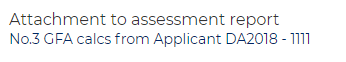 Attachment to assessment report
No.3 GFA calcs from Applicant DA2018 - 1111